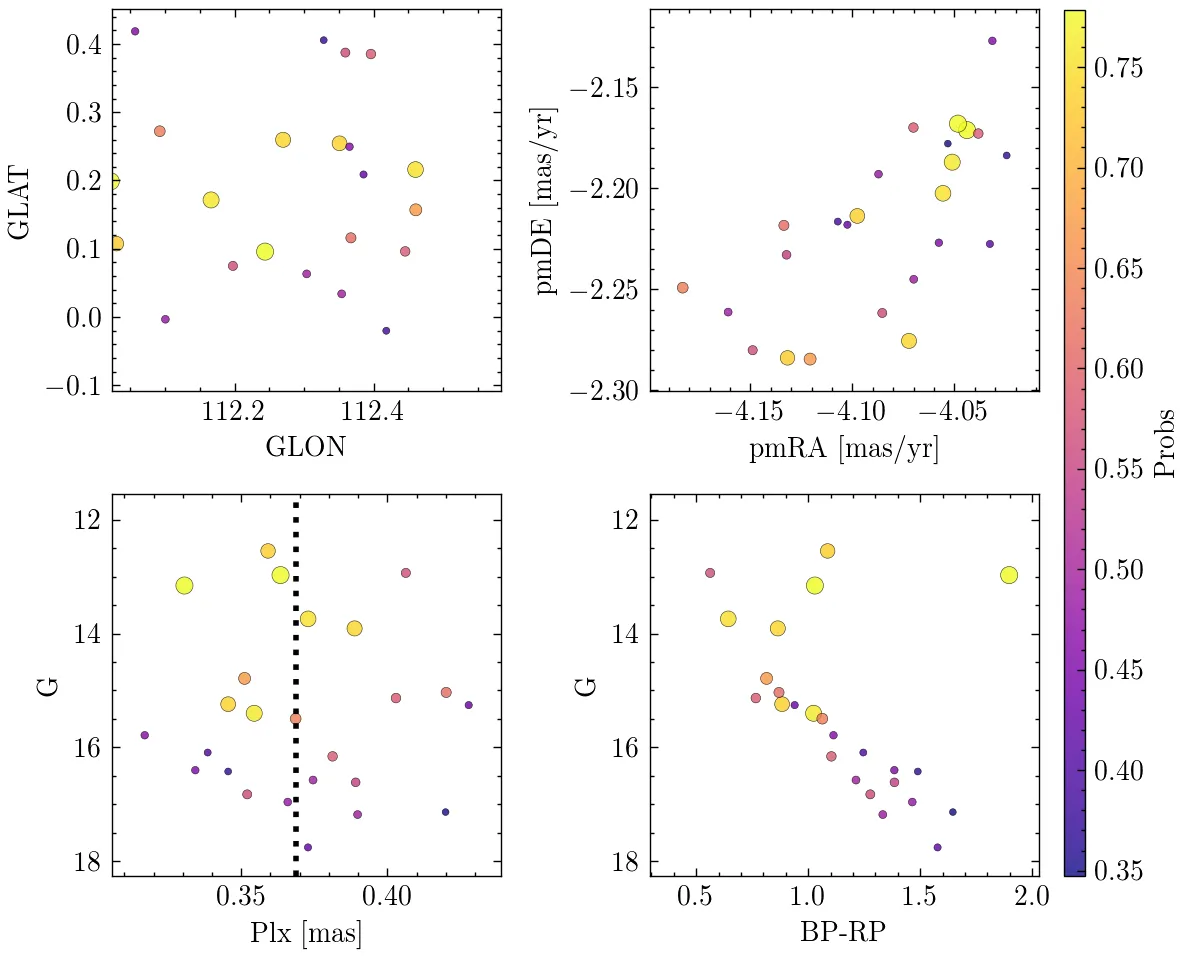 0.4
0.3
0.2
0.1
0.0
−0.1
GLAT
112.2 112.4
GLON
−2.15
−2.20
−2.25
−2.30
pmDE [mas/yr]
−4.15 −4.10 −4.05
pmRA [mas/yr]
12
14
16
18
G
0.35 0.40
Plx [mas]
12
14
16
18
G
0.5 1.0 1.5 2.0
BP-RP
0.75
0.70
0.65
0.60
0.55
0.50
0.45
0.40
0.35
Probs